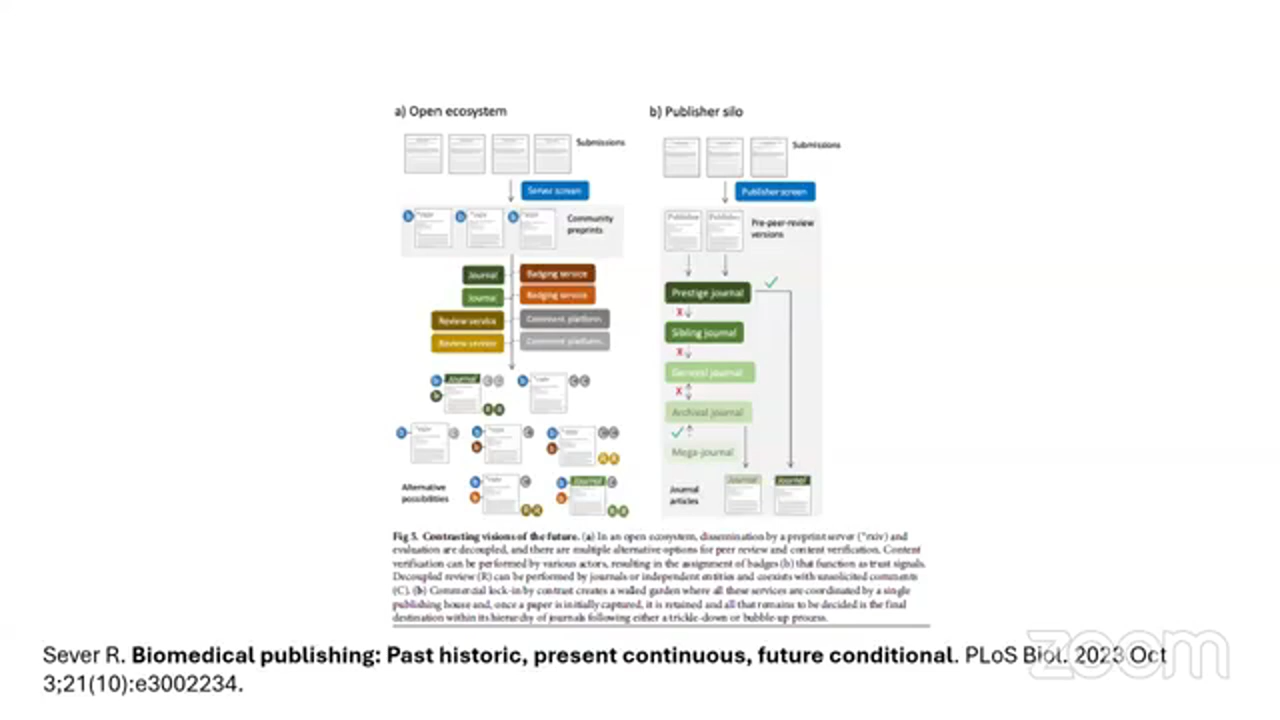 a) Open ecosystem
Submissions
Server screen
Community
preprints
Journal
Badging service
Journal
Badging service
Review service
Comment platform
Review service
Comment platform
Journal
Alternative
possibilities
Journal
b) Publisher silo
Submissions
Publisher screen
Publisher
Publisher
Pre-peer-review
versions
Prestige journal
X
Sibling journal
X
General journal
X
Archival journal
Mega-journal
Journal
articles
Journal
Journal
Fig 5. Contrasting visions of the future. (a) In an open ecosystem, dissemination by a preprint server (*rxiv) and
evaluation are decoupled, and there are multiple alternative options for peer review and content verification. Content
verification can be performed by various actors, resulting in the assignment of badges (b) that function as trust signals.
Decoupled review (R) can be performed by journals or independent entities and coexists with unsolicited comments
(C). (b) Commercial lock-in by contrast creates a walled garden where all these services are coordinated by a single
publishing house and, once a paper is initially captured, it is retained and all that remains to be decided is the final
destination within its hierarchy of journals following either a trickle-down or bubble-up process.
Sever R. Biomedical publishing: Past historic, present continuous, future conditional. PLoS Biol. 2023 Oct
3;21(10):e3002234.
zoom